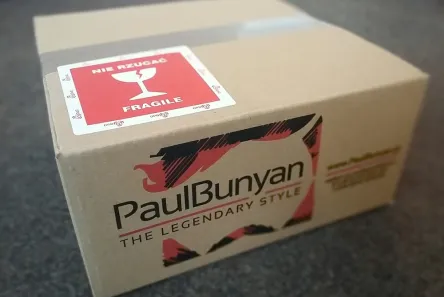 NIE RZUCAĆ
FRAGILE
PaulBunyan
THE LEGENDARY STYLE